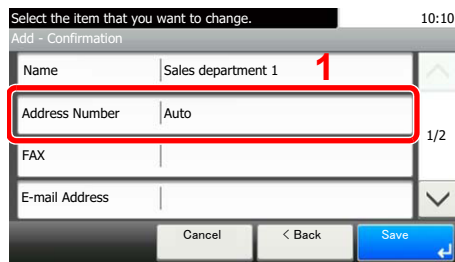 Select the item that you want to change.
10:10
Add - Confirmation
Name Sales department 1 1
Address Number Auto
1/2
FAX
E-mail Address
Cancel < Back Save